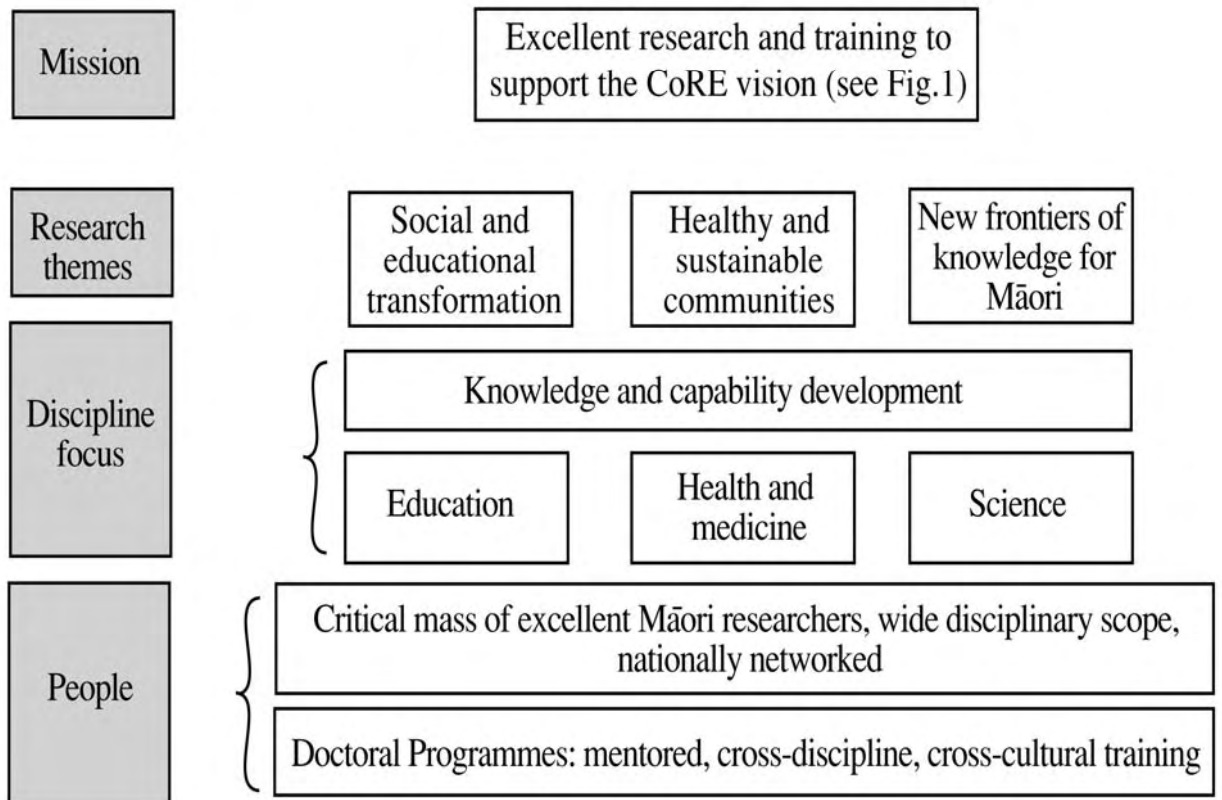 Mission
Excellent research and training to
support the CoRE vision (see Fig.1)
Research
themes
Social and
educational
transformation
Healthy and
sustainable
communities
New frontiers of
knowledge for
Māori
Discipline
focus
Knowledge and capability development
Education
Health and
medicine
Science
People
Critical mass of excellent Māori researchers, wide disciplinary scope,
nationally networked
Doctoral Programmes: mentored, cross-discipline, cross-cultural training